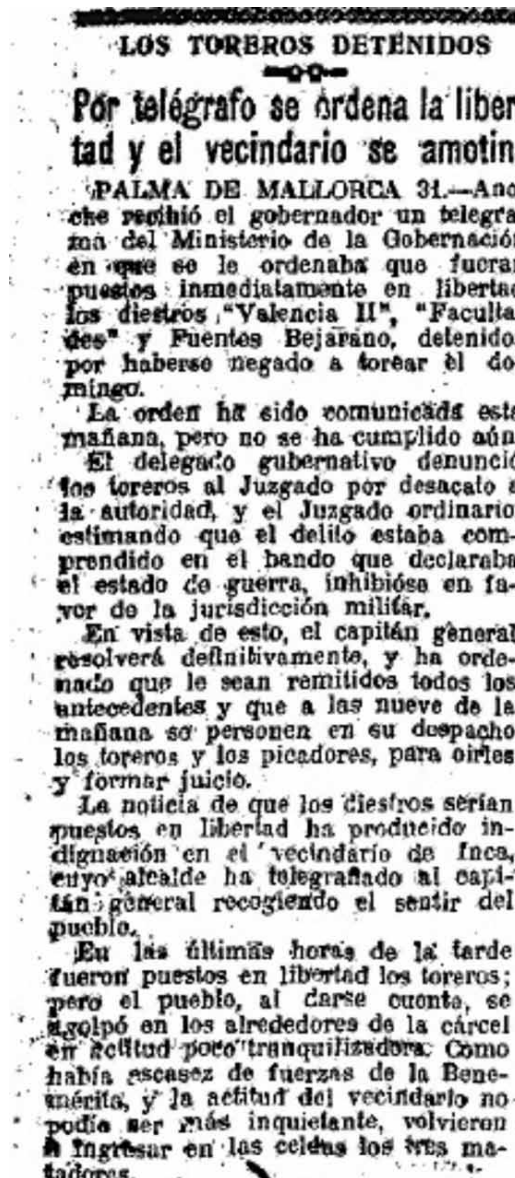 LOS TOREROS DETENIDOS
Por telégrafo se ordena la liber
tad y el vecindario se amotin
PALMA DE MALLORCA 31.—Ano
che recibió el gobernador un telegra
ma del Ministerio de la Gobernació
en que se le ordenaba que fuera
puestos inmediatamente en liberta
los diestros "Valencia II", "Faculta
des" y Fuentes Bejarano, detenido
por haberse negado a torear el do
mingo.
La orden ha sido comunicada esta
mañana, pero no se ha cumplido aún
El delegado gubernativo denunció
los toreros al Juzgado por desacato a
la autoridad, y el Juzgado ordinario
estimando que el delito estaba com-
prendido en el bando que declaraba
el estado de guerra, inhibióse en fa-
vor de la jurisdicción militar.
En vista de esto, el capitán general
resolverá definitivamente, y ha orde-
nado que le sean remitidos todos los
antecedentes y que a las nueve de la
mañana se personen en su despacho
los toreros y los picadores, para oirles
y formar juicio.
La noticia de que los diestros serían
puestos en libertad ha producido in-
dignación en el vecindario de Inca,
cuyo alcalde ha telegrafiado al capi-
tán general recogiendo el sentir del
pueblo.
En las últimas horas de la tarde
fueron puestos en libertad los toreros;
pero el pueblo, al darse cuenta, se
agolpó en los alrededores de la cárcel
en actitud poco tranquilizadora. Como
había escasez de fuerzas de la Bene-
mérita, y la actitud del vecindario no
podía ser más inquietante, volvieron
a ingresar en las celdas los tres ma-
tadores.